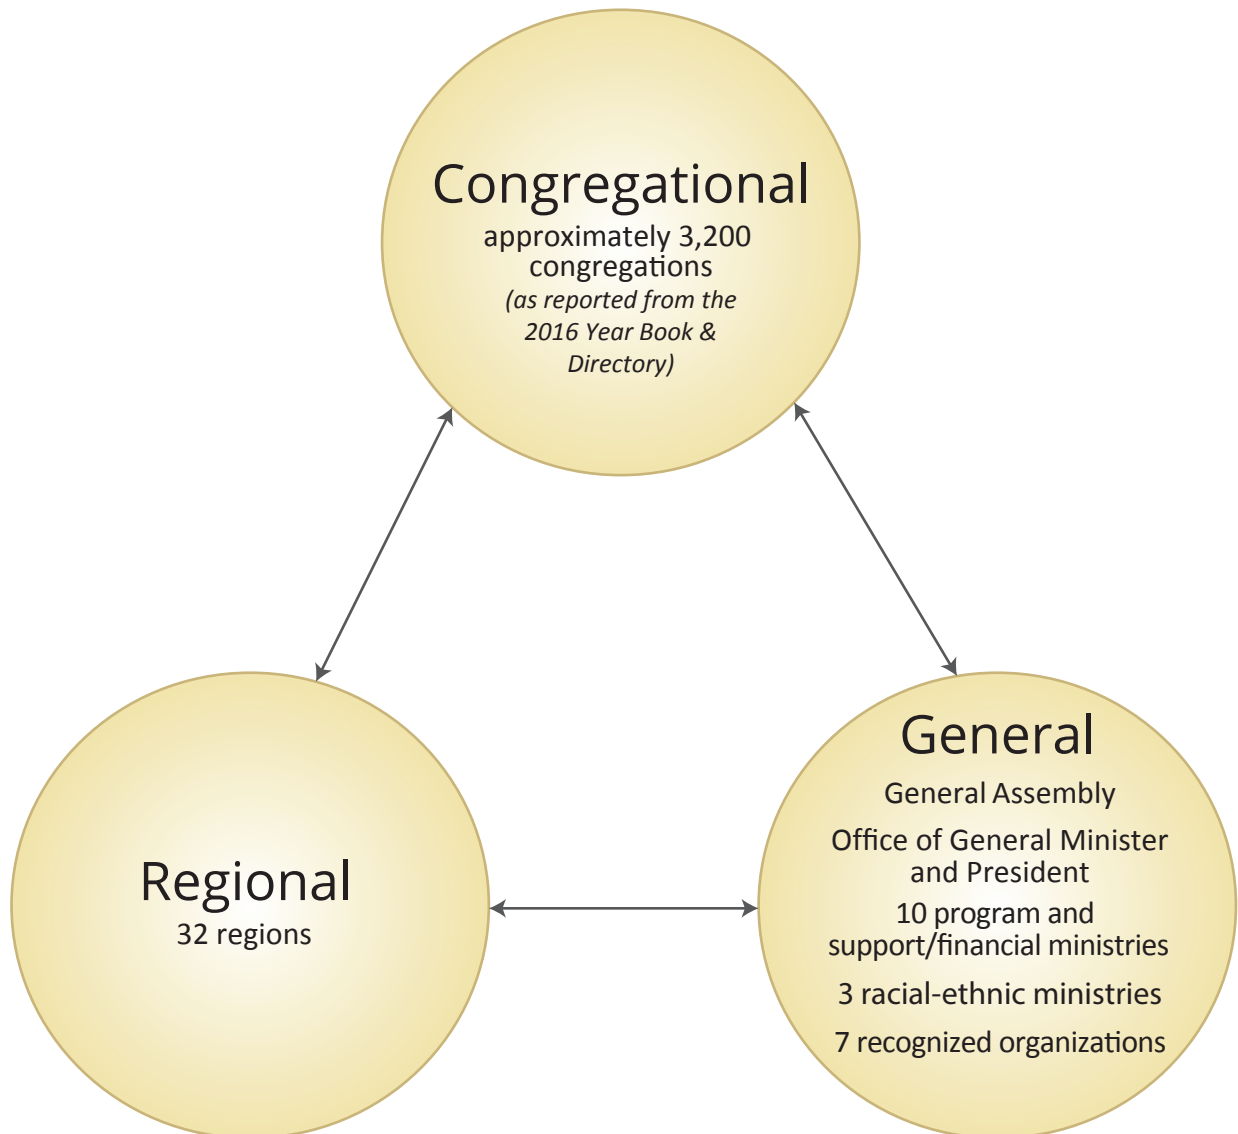 Congregational
approximately 3,200
congregations
(as reported from the
2016 Year Book &
Directory)
Regional
32 regions
General
General Assembly
Office of General Minister
and President
10 program and
support/financial ministries
3 racial-ethnic ministries
7 recognized organizations